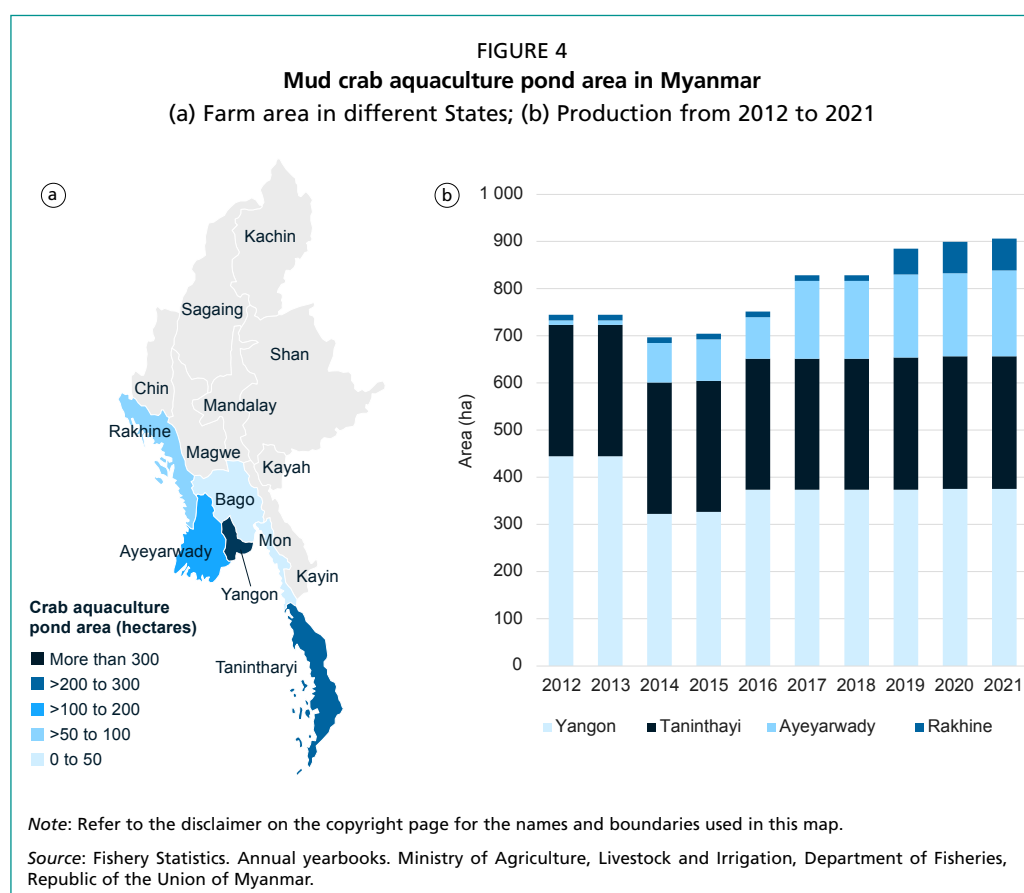 FIGURE 4
Mud crab aquaculture pond area in Myanmar
(a) Farm area in different States; (b) Production from 2012 to 2021
a
Kachin
Sagaing
Shan
Chin
Mandalay
Rakhine
Magwe
Kayah
Bago
Ayeyarwady
Mon
Yangon
Kayin
Tanintharyi
Crab aquaculture
pond area (hectares)
More than 300
>200 to 300
>100 to 200
>50 to 100
0 to 50
b
Area (ha)
1 000
900
800
700
600
500
400
300
200
100
0
2012 2013 2014 2015 2016 2017 2018 2019 2020 2021
Yangon Taninthayi Ayeyarwady Rakhine
Note: Refer to the disclaimer on the copyright page for the names and boundaries used in this map.
Source: Fishery Statistics. Annual yearbooks. Ministry of Agriculture, Livestock and Irrigation, Department of Fisheries,
Republic of the Union of Myanmar.